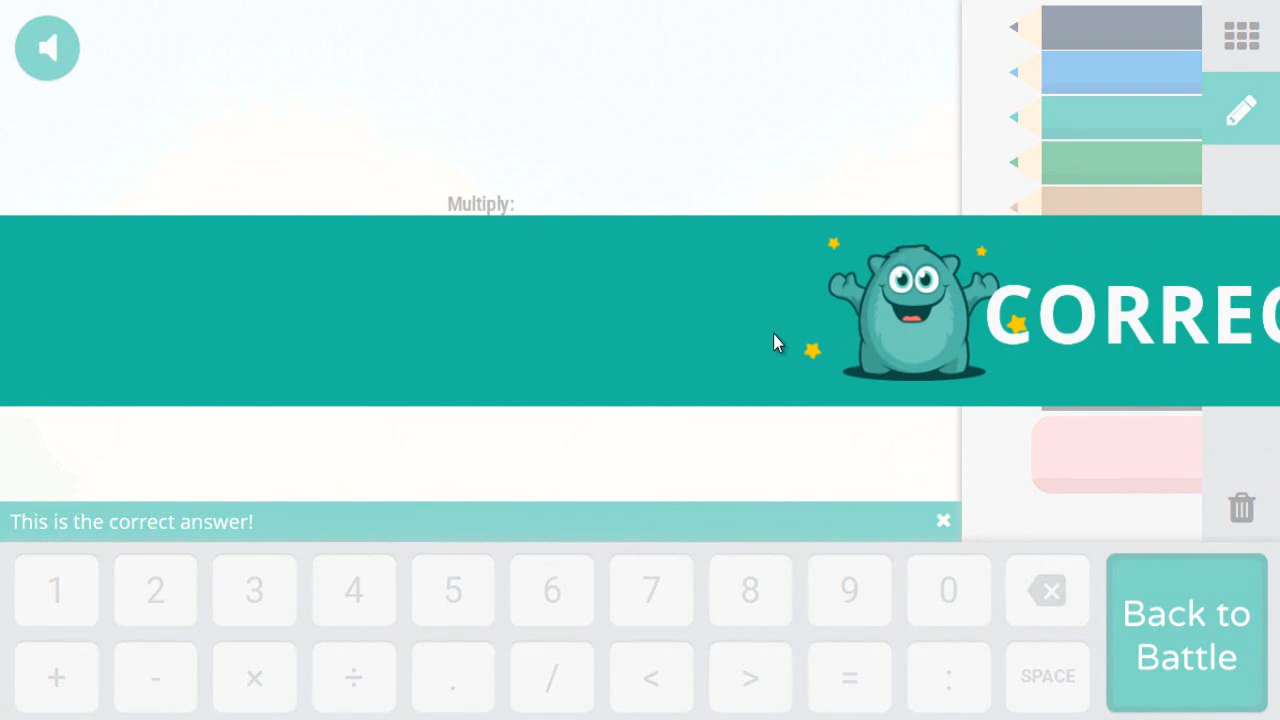 Multiply:
CORREC
This is the correct answer!
1 2 3 4 5 6 7 8 9 0
+ - × ÷ . / < > = : SPACE
Back to
Battle